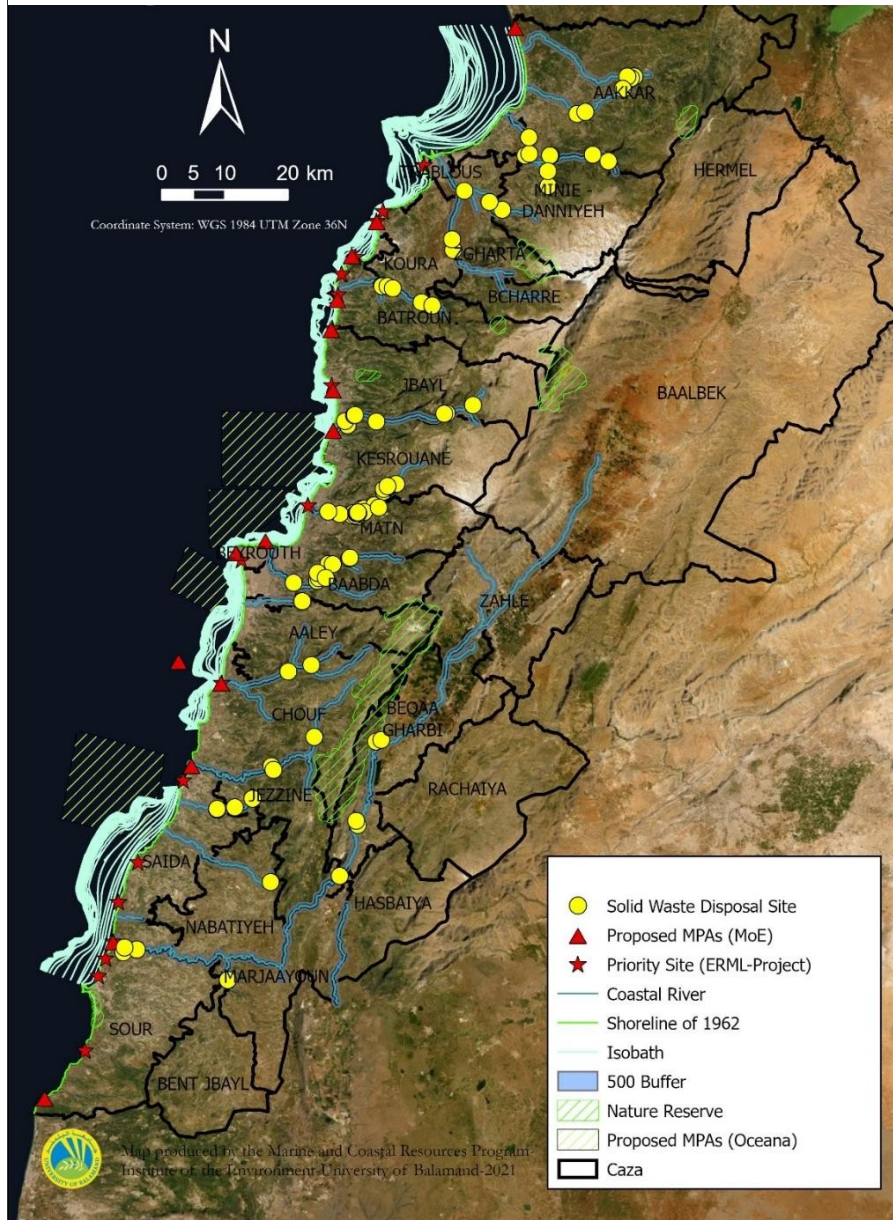 N
0 5 10 20 km
Coordinate System: WGS 1984 UTM Zone 36N
AAKKAR
TRABLOUS
HERMEL
MINIE -
DANNIYEH
ZGHARTA
KOURA
BCHARRE
BATROUN
JBAYL
BAALBEK
KESROUANE
MATN
BEYROUTH
BAABDA
ZAHLE
AALEY
CHOUF
BEQAA
GHARBI
RACHAIYA
JEZZINE
SAIDA
HASBAIYA
NABATIYEH
MARJAAYOUN
SOUR
BENT JBAYL
Solid Waste Disposal Site
Proposed MPAs (MoE)
Priority Site (ERML-Project)
Coastal River
Shoreline of 1962
Isobath
500 Buffer
Nature Reserve
Proposed MPAs (Oceana)
Caza
Map produced by the Marine and Coastal Resources Program-
Institute of the Environment-University of Balamand-2021